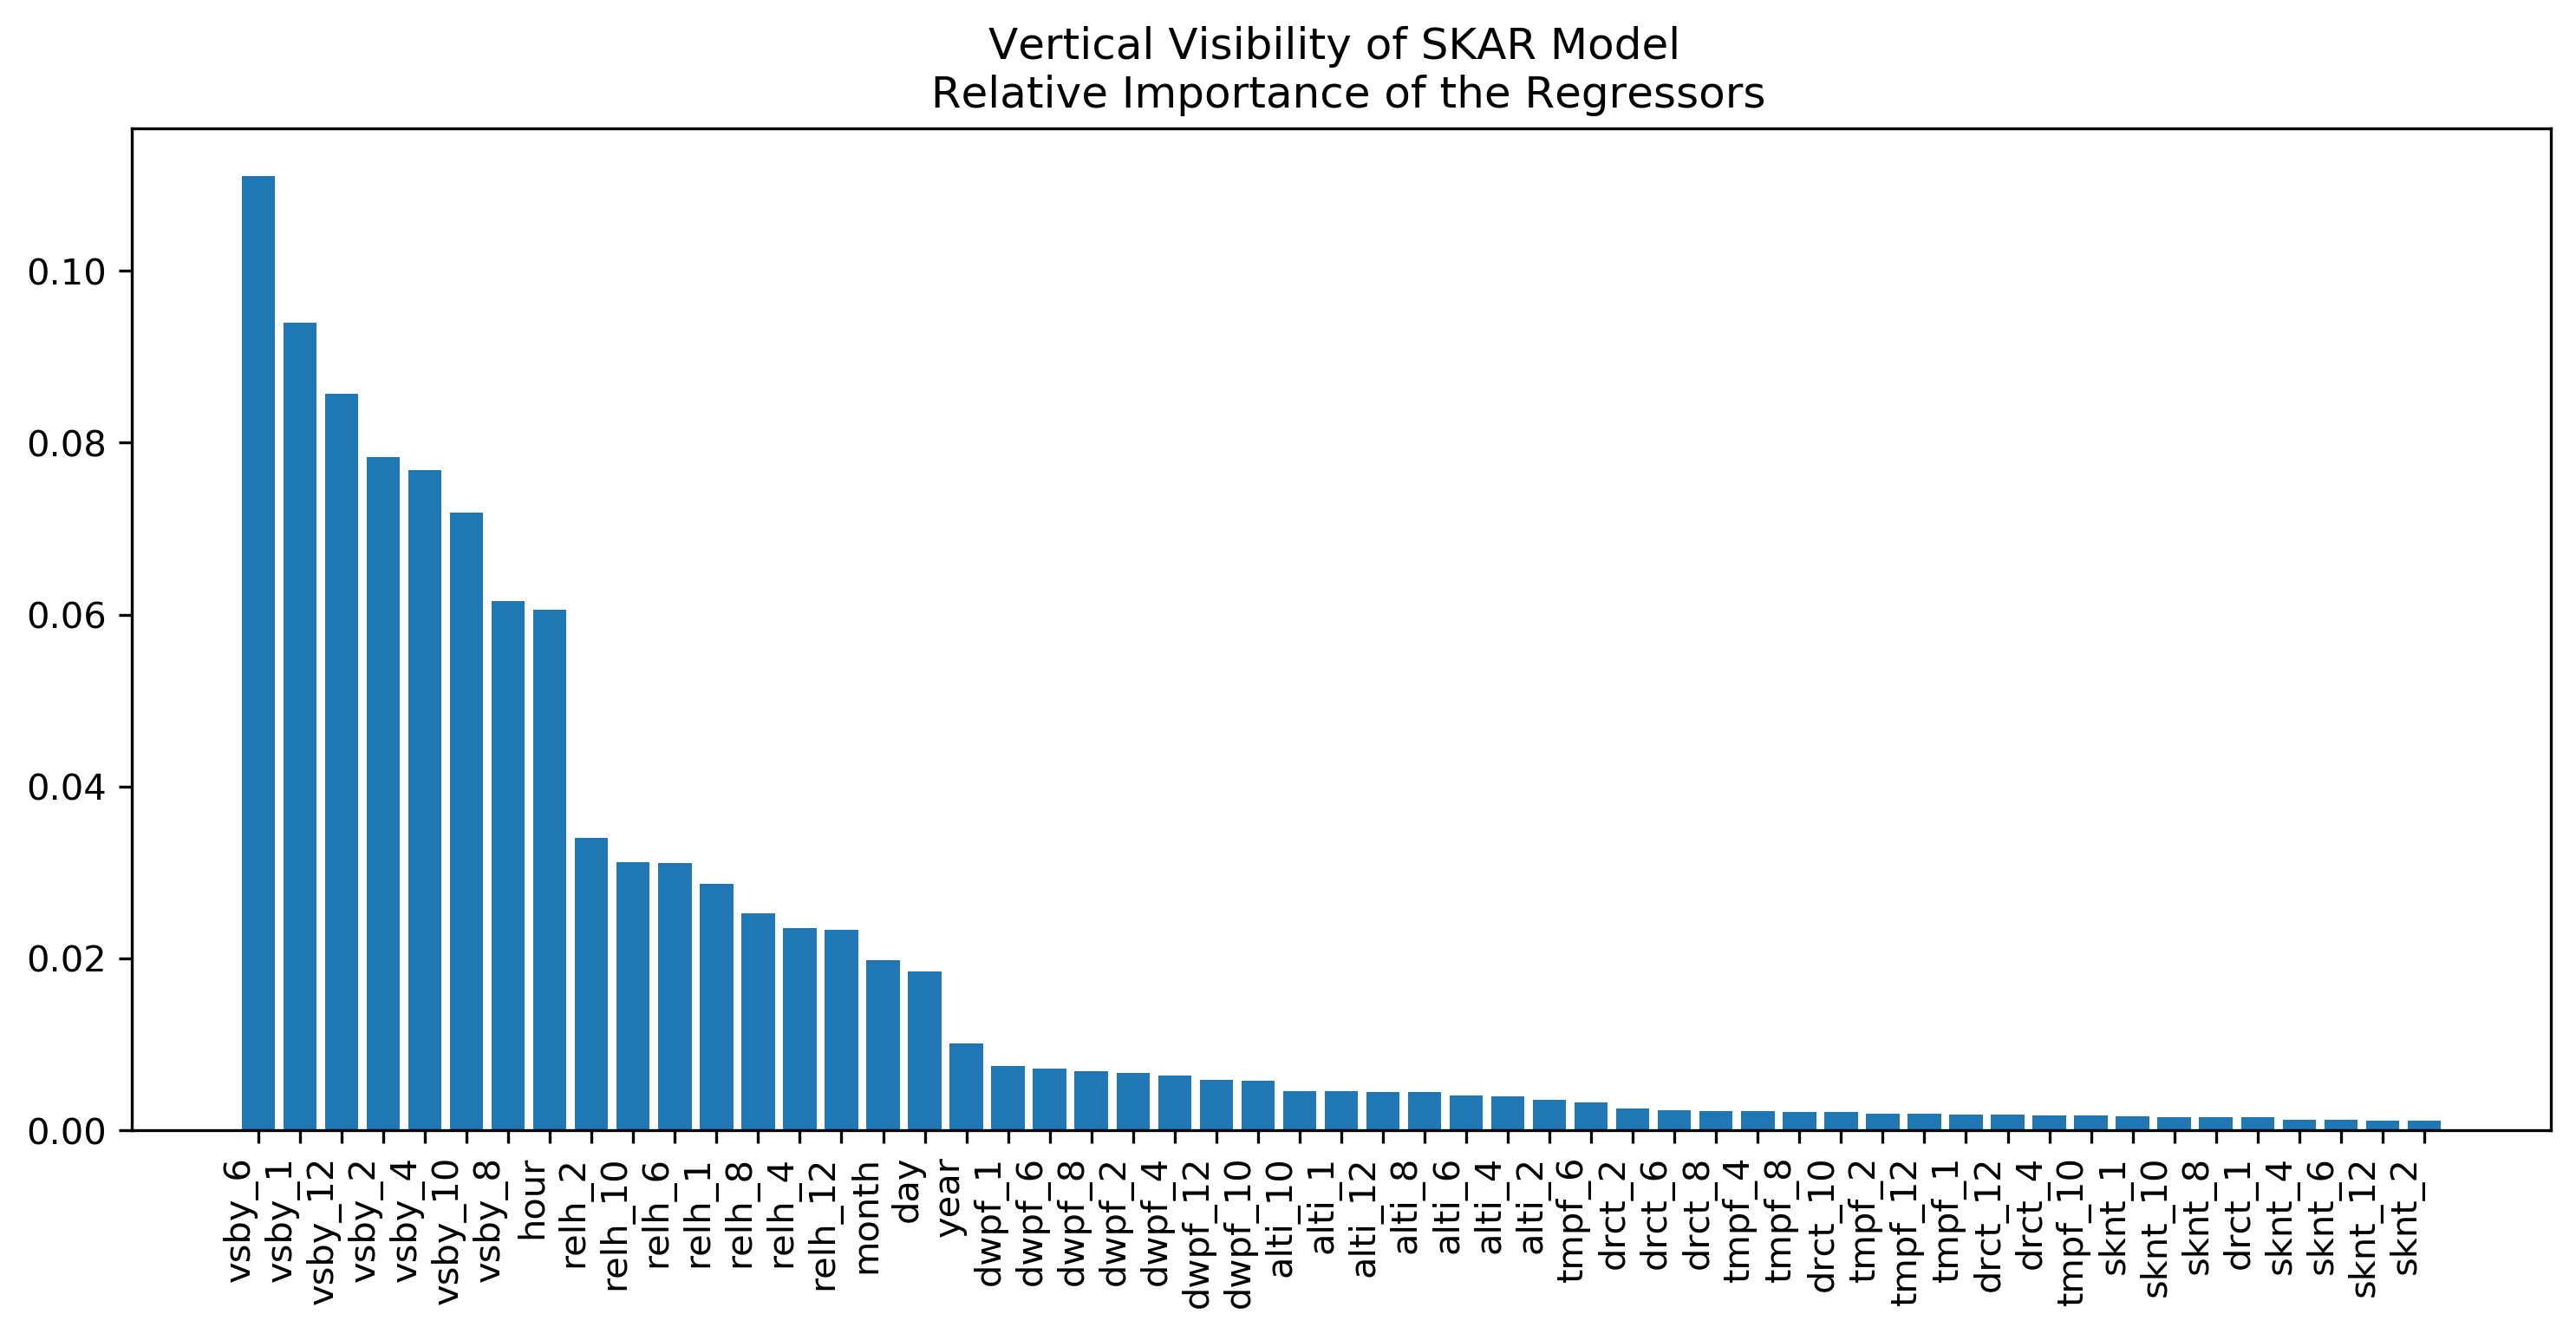 Vertical Visibility of SKAR Model
Relative Importance of the Regressors
0.10
0.08
0.06
0.04
0.02
0.00
vsby_6
vsby_1
vsby_12
vsby_2
vsby_4
vsby_10
vsby_8
hour
relh_2
relh_10
relh_6
relh_1
relh_8
relh_4
relh_12
month
day
year
dwpf_1
dwpf_6
dwpf_8
dwpf_2
dwpf_4
dwpf_12
dwpf_10
alti_10
alti_1
alti_12
alti_8
alti_6
alti_4
alti_2
tmpf_6
drct_2
drct_6
drct_8
tmpf_4
tmpf_8
drct_10
tmpf_2
tmpf_12
tmpf_1
drct_12
drct_4
tmpf_10
sknt_1
sknt_10
sknt_8
drct_1
sknt_4
sknt_6
sknt_12
sknt_2